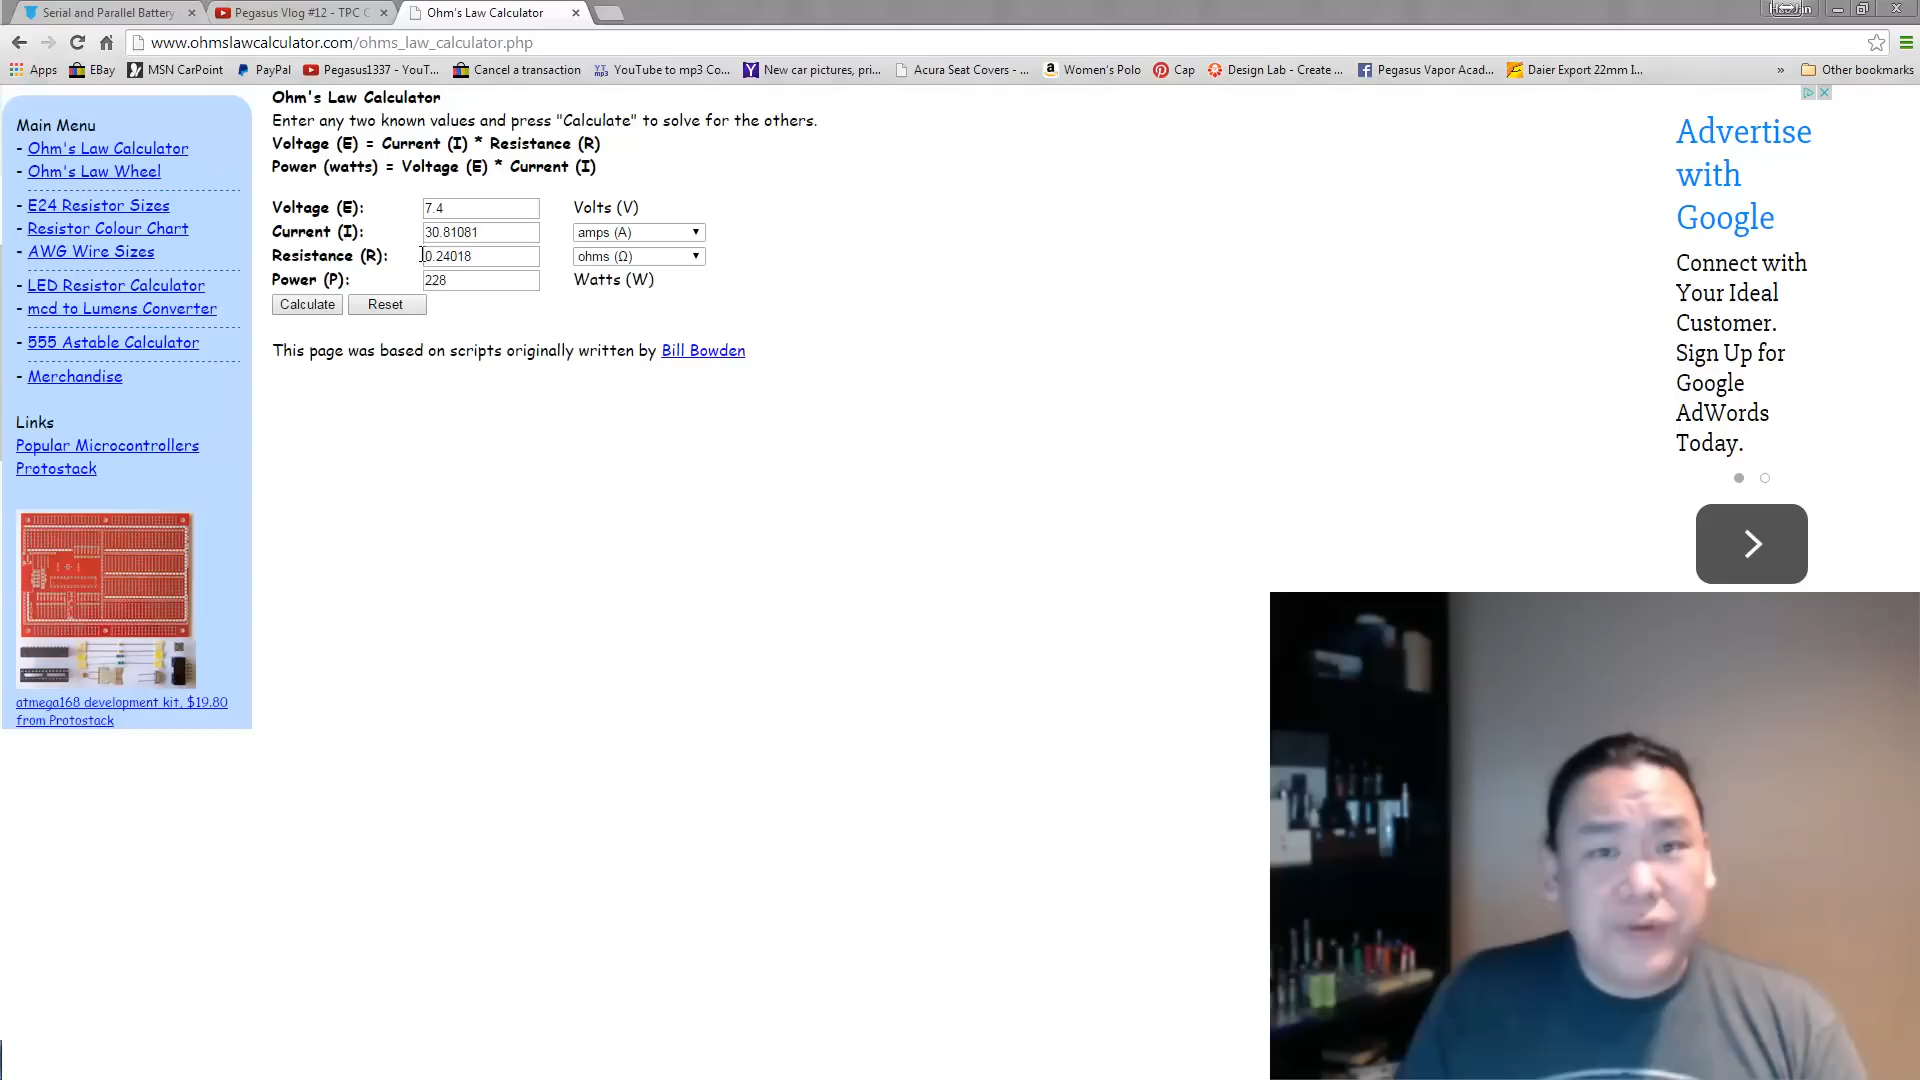 Serial and Parallel Battery
Pegasus Vlog #12 - TPC C
Ohm's Law Calculator
www.ohmslawcalculator.com/ohms_law_calculator.php
Apps
EBay
MSN CarPoint
PayPal
Pegasus1337 - YouT...
Cancel a transaction
YouTube to mp3 Co...
New car pictures, pri...
Acura Seat Covers - ...
Women's Polo
Cap
Design Lab - Create ...
Pegasus Vapor Acad...
Daier Export 22mm I...
»
Other bookmarks
Main Menu
- Ohm's Law Calculator
- Ohm's Law Wheel
- E24 Resistor Sizes
- Resistor Colour Chart
- AWG Wire Sizes
- LED Resistor Calculator
- mcd to Lumens Converter
- 555 Astable Calculator
- Merchandise
Links
Popular Microcontrollers
Protostack
atmega168 development kit, $19.80
from Protostack
Ohm's Law Calculator
Enter any two known values and press "Calculate" to solve for the others.
Voltage (E) = Current (I) * Resistance (R)
Power (watts) = Voltage (E) * Current (I)
Voltage (E): 7.4 Volts (V)
Current (I): 30.81081 amps (A)
Resistance (R): 0.24018 ohms (Ω)
Power (P): 228 Watts (W)
Calculate Reset
This page was based on scripts originally written by Bill Bowden
Advertise
with
Google
Connect with
Your Ideal
Customer.
Sign Up for
Google
AdWords
Today.